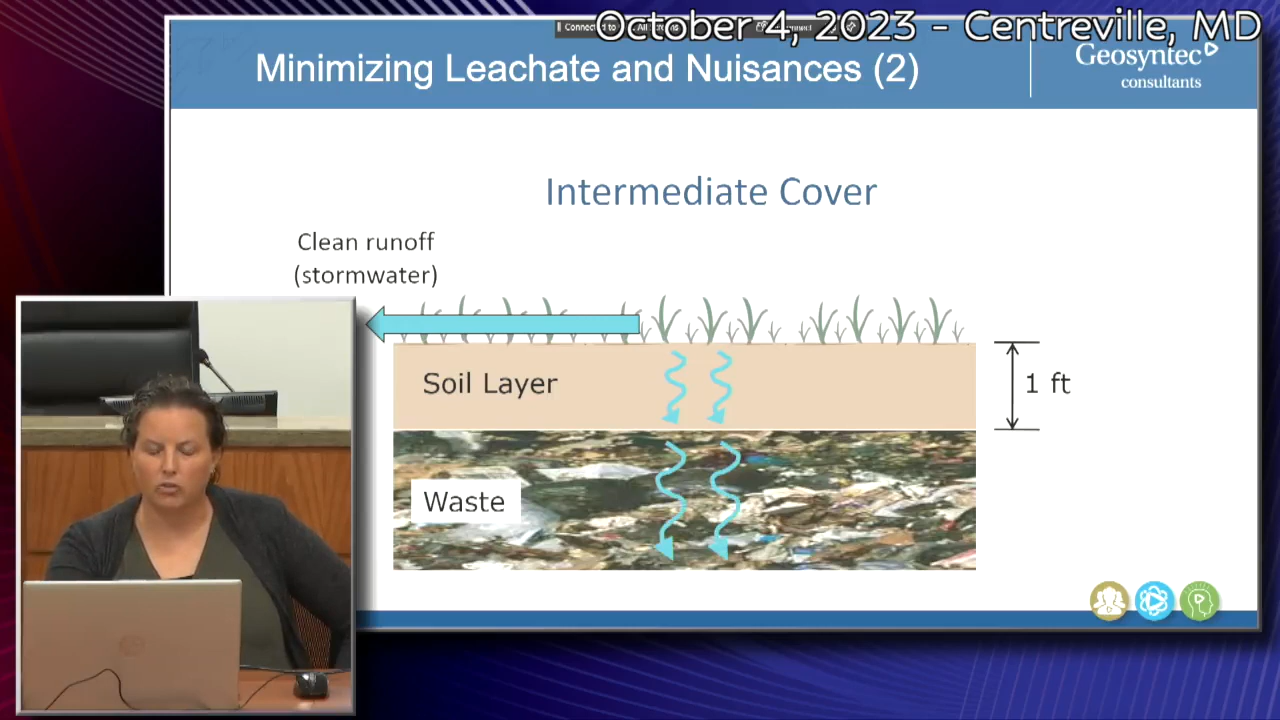 October 4, 2023 - Centreville, MD
Minimizing Leachate and Nuisances (2)
Geosyntec
consultants
Intermediate Cover
Clean runoff
(stormwater)
Soil Layer
1 ft
Waste